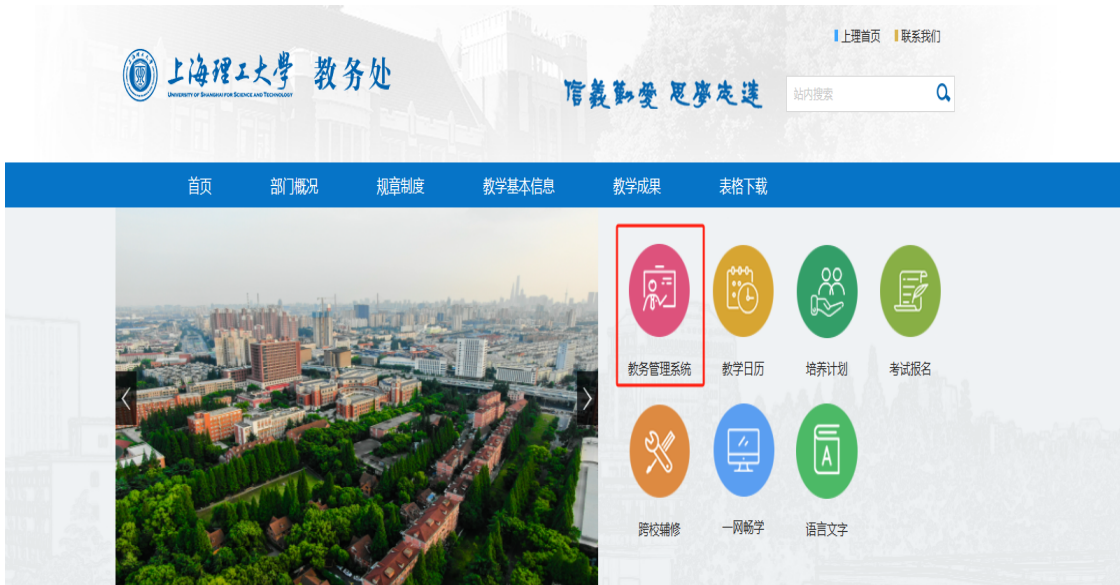 上理首页 联系我们
上海理工大学 教务处
UNIVERSITY OF SHANGHAI FOR SCIENCE AND TECHNOLOGY
信義勤愛 思學志遠
站内搜索
首页 部门概况 规章制度 教学基本信息 教学成果 表格下载
教务管理系统 教学日历 培养计划 考试报名
A
跨校辅修 一网畅学 语言文字